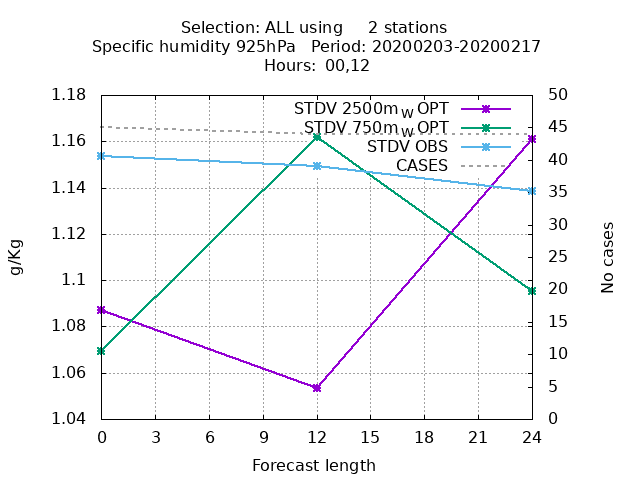 Selection: ALL using 2 stations
Specific humidity 925hPa Period: 20200203-20200217
Hours: 00,12
1.18
1.16
1.14
1.12
1.1
1.08
1.06
1.04
g/Kg
STDV 2500m W OPT
STDV 750m W OPT
STDV OBS
CASES
50
45
40
35
30
25
20
15
10
5
0
No cases
0 3 6 9 12 15 18 21 24
Forecast length